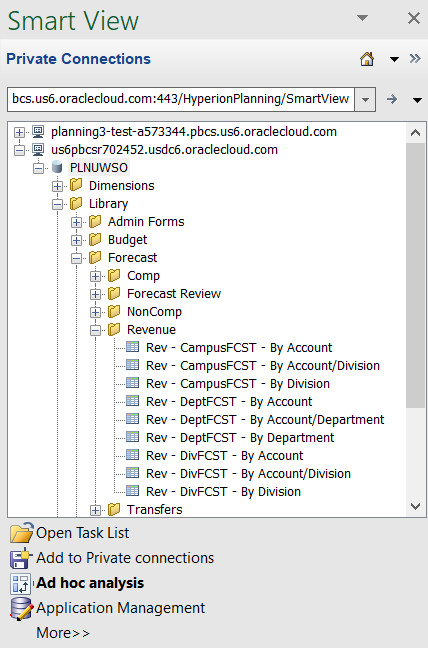 Smart View
Private Connections
bcs.us6.oraclecloud.com:443/HyperionPlanning/SmartView
planning3-test-a573344.pbcs.us6.oraclecloud.com
us6pbcsr702452.usdc6.oraclecloud.com
PLNUWSO
Dimensions
Library
Admin Forms
Budget
Forecast
Comp
Forecast Review
NonComp
Revenue
Rev - CampusFCST - By Account
Rev - CampusFCST - By Account/Division
Rev - CampusFCST - By Division
Rev - DeptFCST - By Account
Rev - DeptFCST - By Account/Department
Rev - DeptFCST - By Department
Rev - DivFCST - By Account
Rev - DivFCST - By Account/Division
Rev - DivFCST - By Division
Transfers
Open Task List
Add to Private connections
Ad hoc analysis
Application Management
More>>